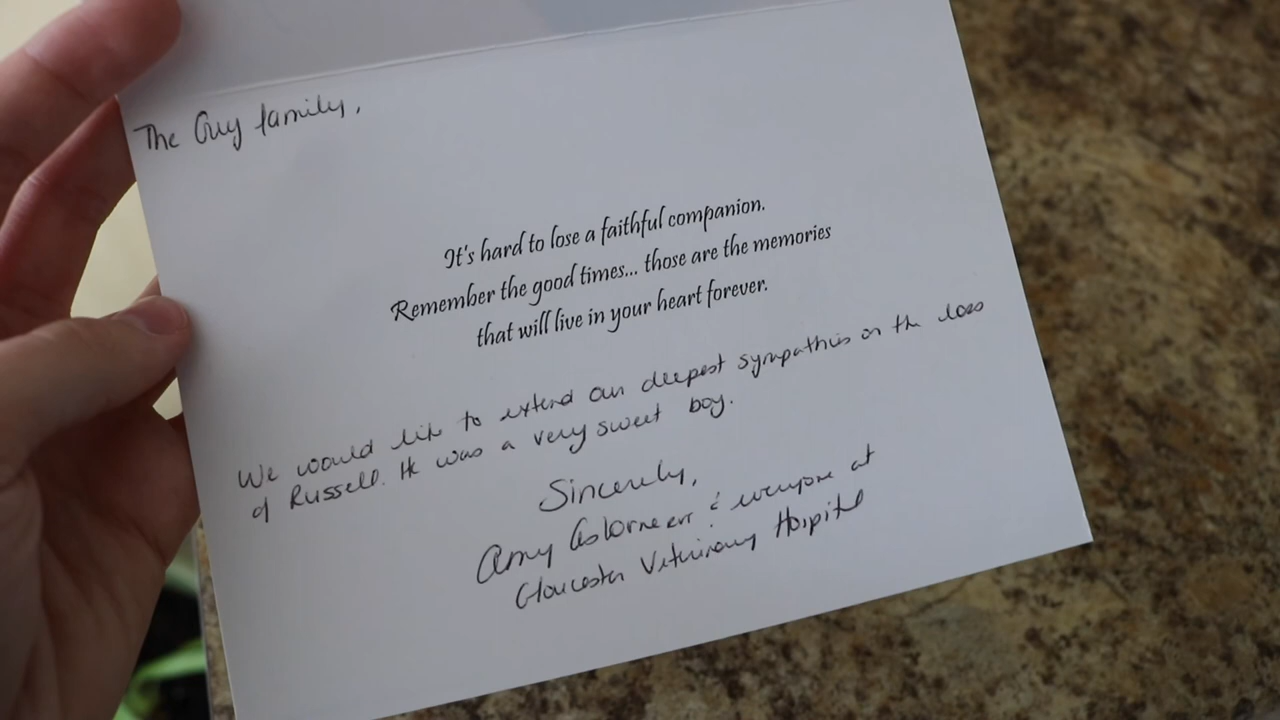 The Guy family,
It's hard to lose a faithful companion.
Remember the good times... those are the memories
that will live in your heart forever.
We would like to extend our deepest sympathies on the loss
of Russell. He was a very sweet boy.
Sincerely,
Amy & everyone at
Gloucester Veterinary Hospital